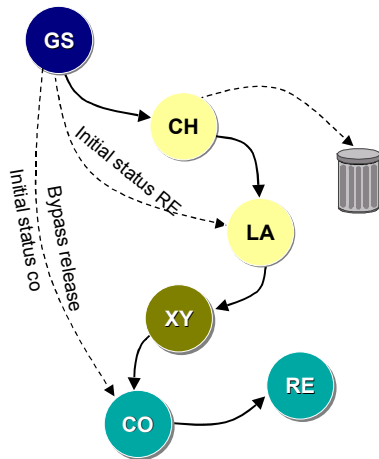 GS
CH
Initial status RE
LA
Bypass release
Initial status co
XY
RE
CO